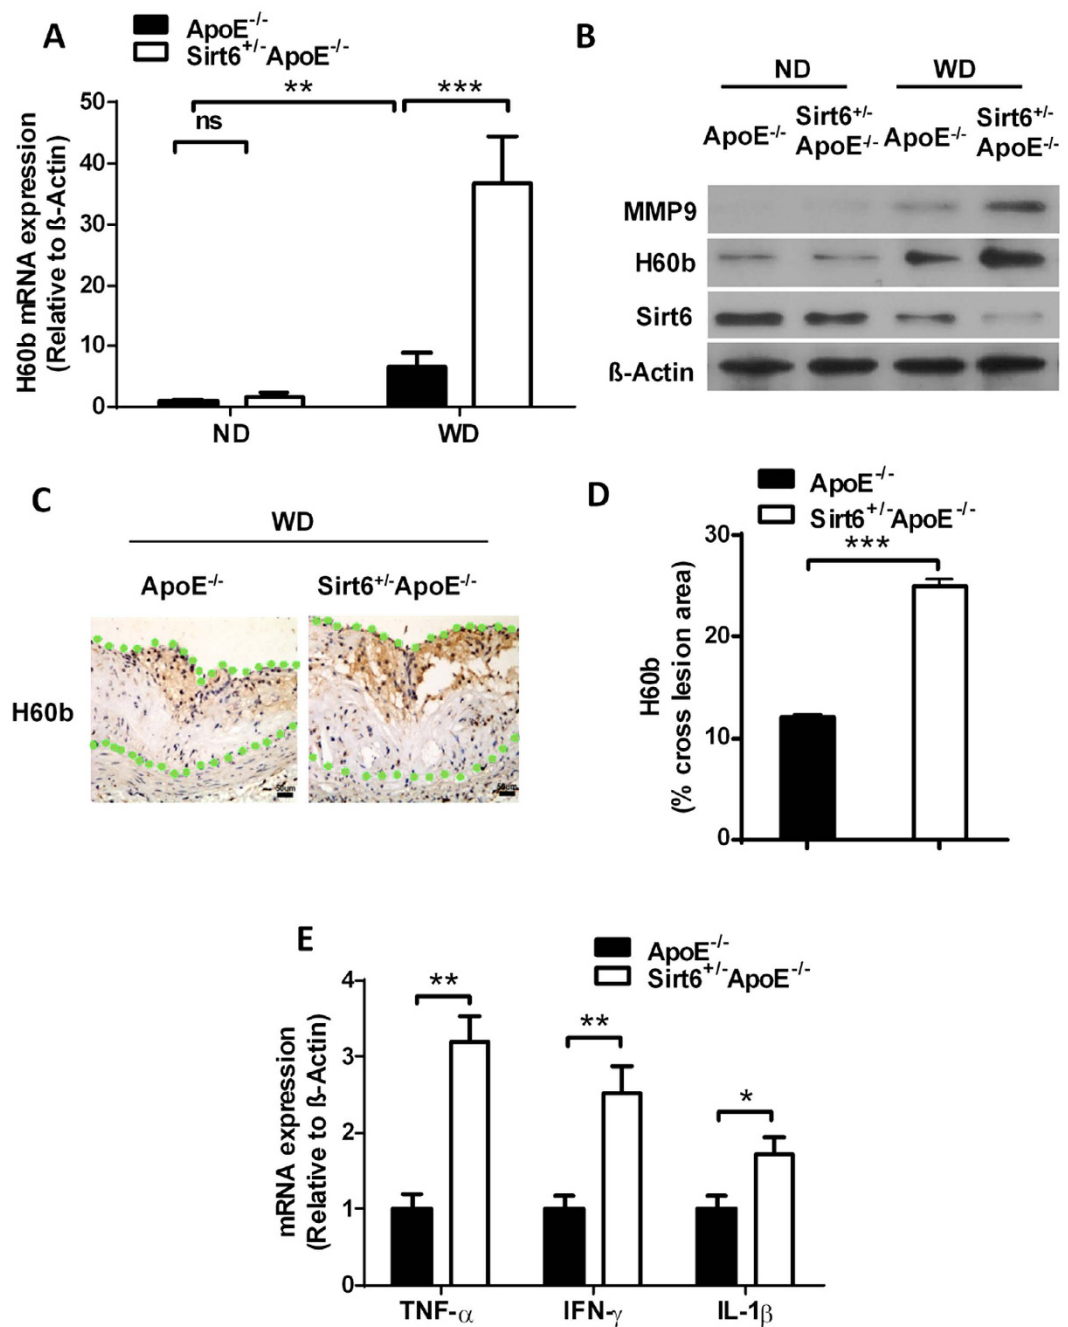 A
ApoE-/-
Sirt6+/-ApoE-/-
**
***
ns
H60b mRNA expression
(Relative to ß-Actin)
50
40
30
20
10
0
ND
WD
B
ND
WD
ApoE-/-
Sirt6+/-
ApoE-/-
ApoE-/-
Sirt6+/-
ApoE-/-
MMP9
H60b
Sirt6
ß-Actin
C
WD
ApoE-/-
Sirt6+/-ApoE-/-
H60b
50um
50um
D
ApoE-/-
Sirt6+/-ApoE-/-
***
H60b
(% cross lesion area)
30
20
10
0
E
ApoE-/-
Sirt6+/-ApoE-/-
**
**
*
mRNA expression
(Relative to ß-Actin)
4
3
2
1
0
TNF-α
IFN-γ
IL-1β